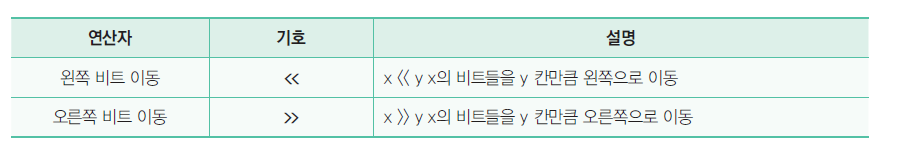 연산자 기호 설명
왼쪽 비트 이동 << x << y x의 비트들을 y 칸만큼 왼쪽으로 이동
오른쪽 비트 이동 >> x >> y x의 비트들을 y 칸만큼 오른쪽으로 이동